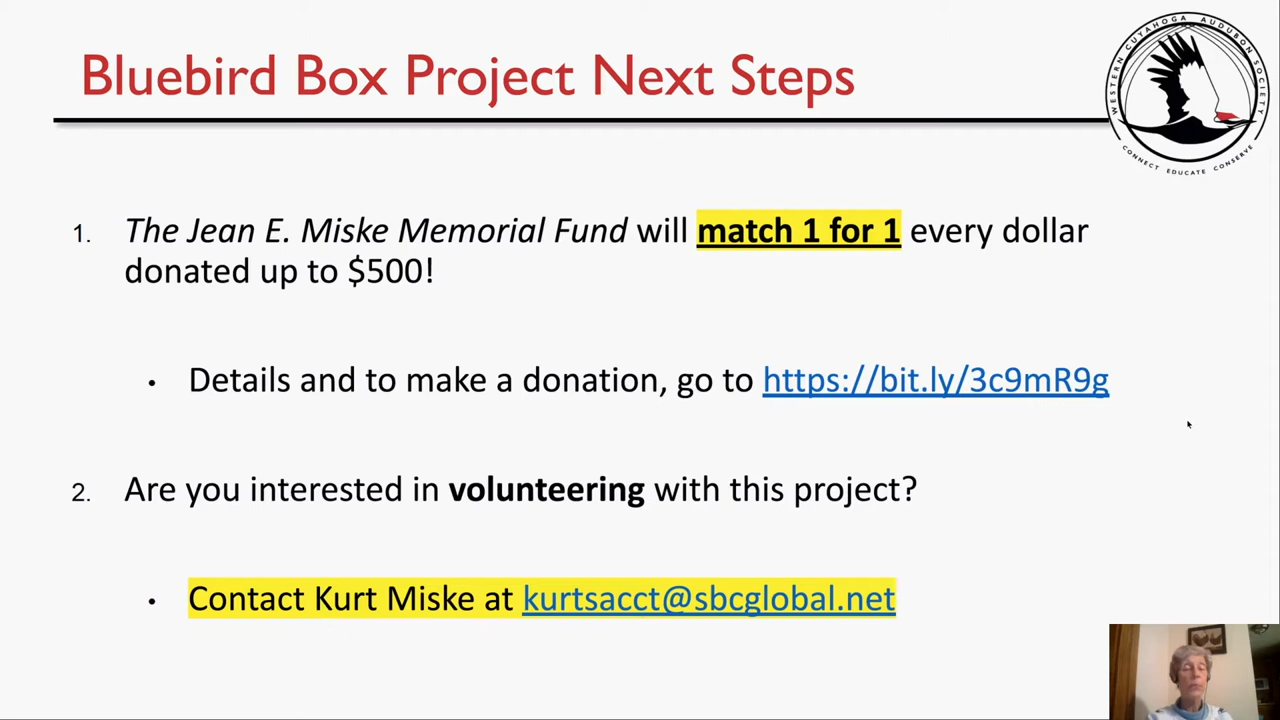 Bluebird Box Project Next Steps
WESTERN CUYAHOGA AUDUBON SOCIETY
CONNECT EDUCATE CONSERVE
1. The Jean E. Miske Memorial Fund will match 1 for 1 every dollar
donated up to $500!
• Details and to make a donation, go to https://bit.ly/3c9mR9g
2. Are you interested in volunteering with this project?
• Contact Kurt Miske at kurtsacct@sbcglobal.net